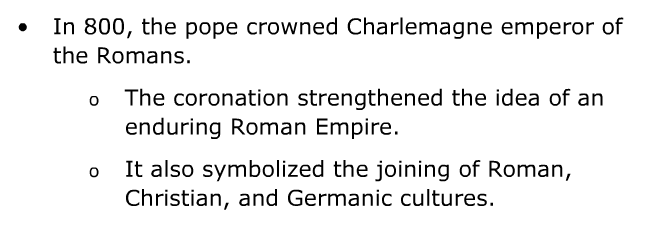 • In 800, the pope crowned Charlemagne emperor of
the Romans.
o The coronation strengthened the idea of an
enduring Roman Empire.
o It also symbolized the joining of Roman,
Christian, and Germanic cultures.